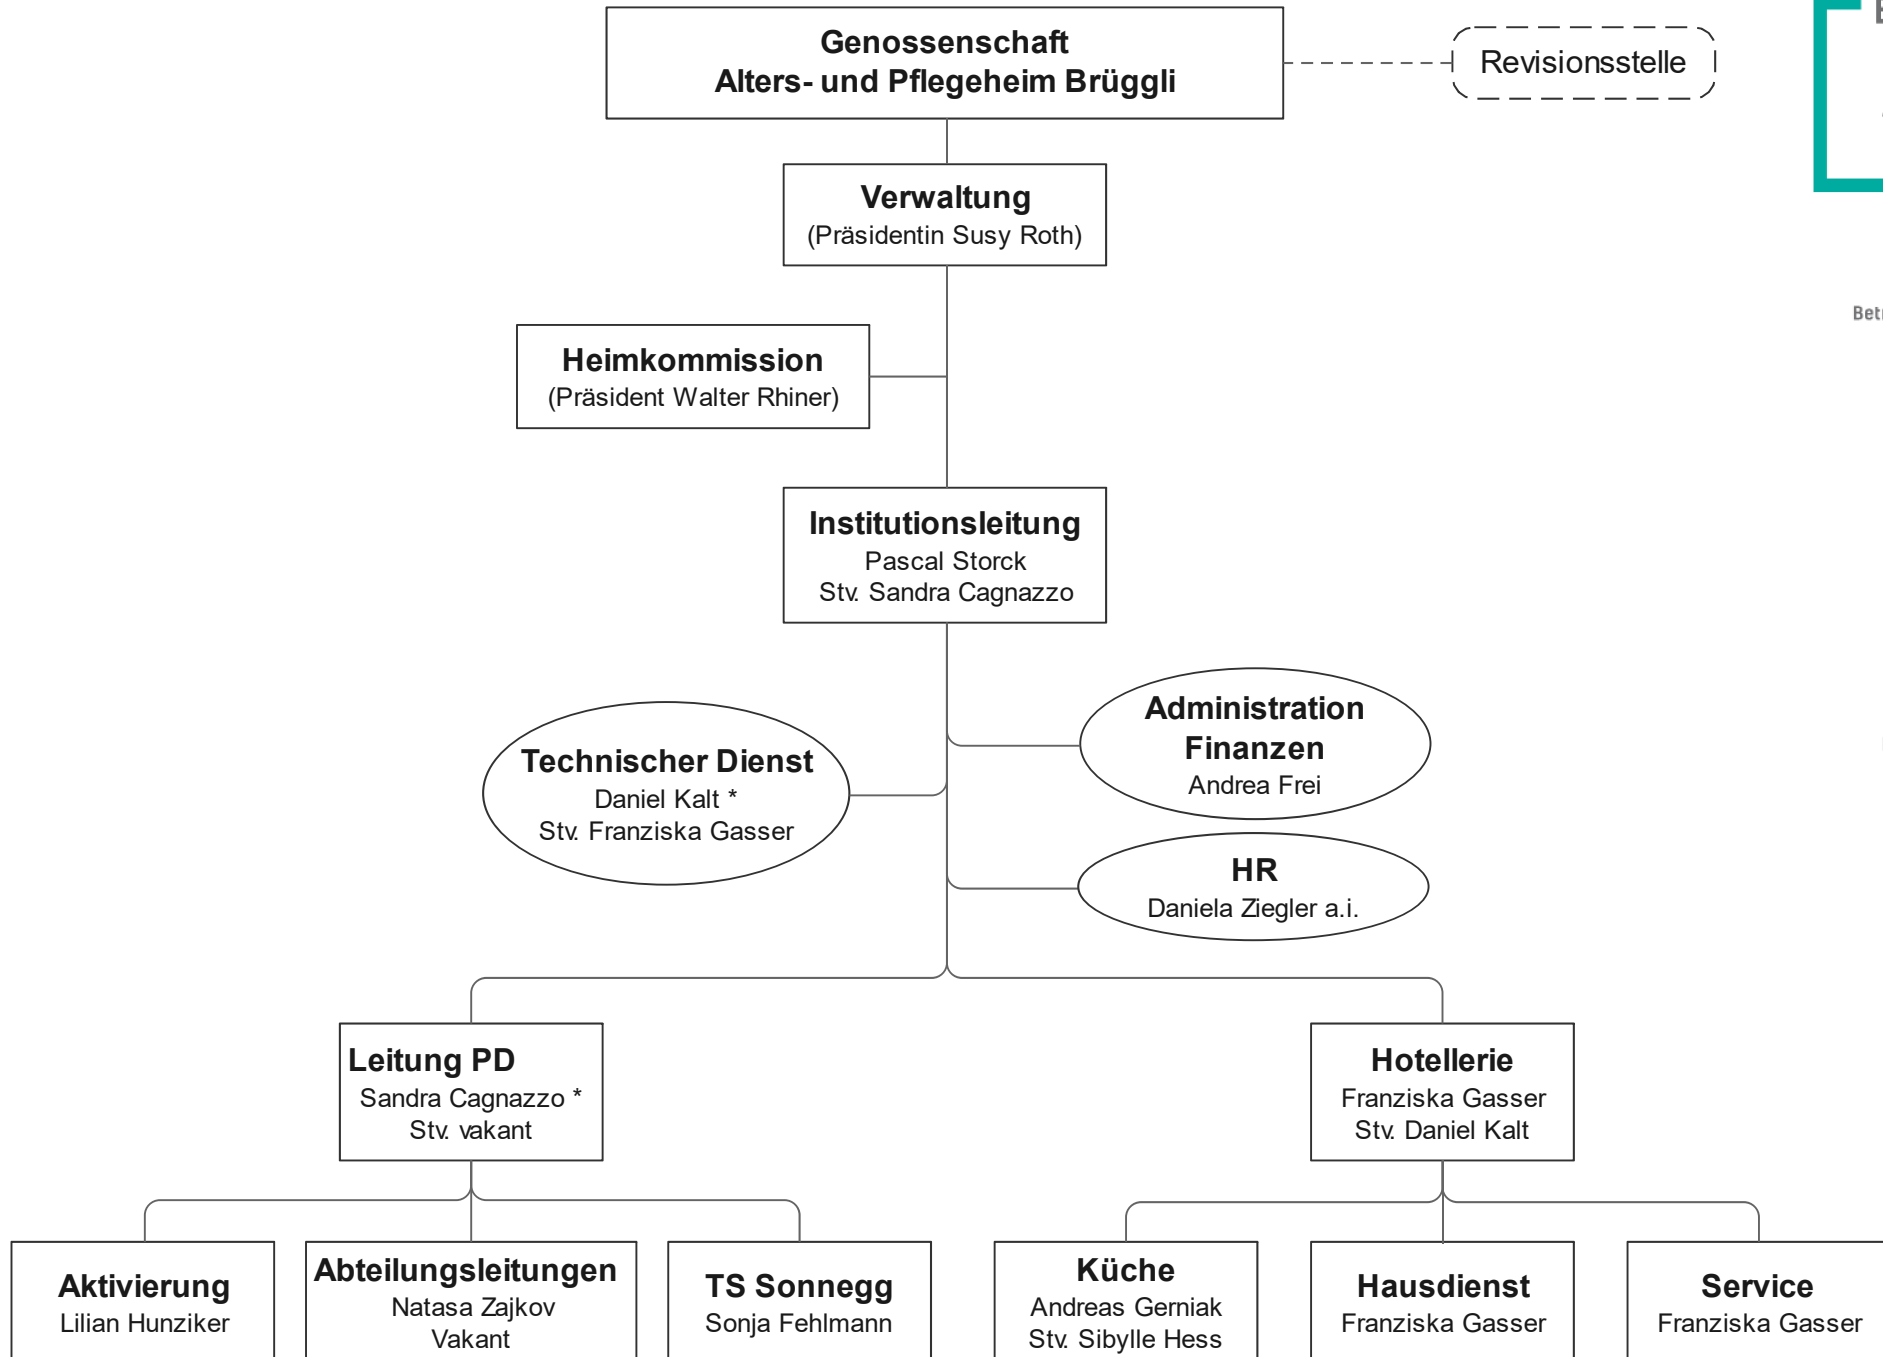 Genossenschaft
Alters- und Pflegeheim Brüggli
Revisionsstelle
Verwaltung
(Präsidentin Susy Roth)
Heimkommission
(Präsident Walter Rhiner)
Institutionsleitung
Pascal Storck
Stv. Sandra Cagnazzo
Technischer Dienst
Daniel Kalt *
Stv. Franziska Gasser
Administration
Finanzen
Andrea Frei
HR
Daniela Ziegler a.i.
Leitung PD
Sandra Cagnazzo *
Stv. vakant
Hotellerie
Franziska Gasser
Stv. Daniel Kalt
Aktivierung
Lilian Hunziker
Abteilungsleitungen
Natasa Zajkov
Vakant
TS Sonnegg
Sonja Fehlmann
Küche
Andreas Gerniak
Stv. Sibylle Hess
Hausdienst
Franziska Gasser
Service
Franziska Gasser